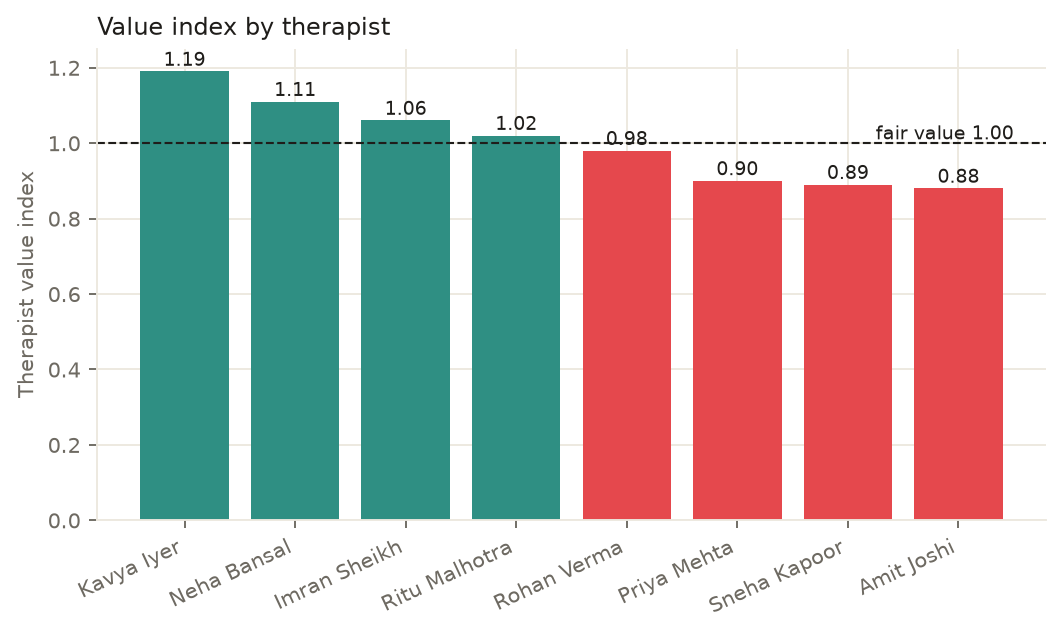 Value index by therapist
Therapist value index
1.2
1.0
0.8
0.6
0.4
0.2
0.0
1.19
1.11
1.06
1.02
0.98
0.90
0.89
0.88
fair value 1.00
Kavya Iyer
Neha Bansal
Imran Sheikh
Ritu Malhotra
Rohan Verma
Priya Mehta
Sneha Kapoor
Amit Joshi